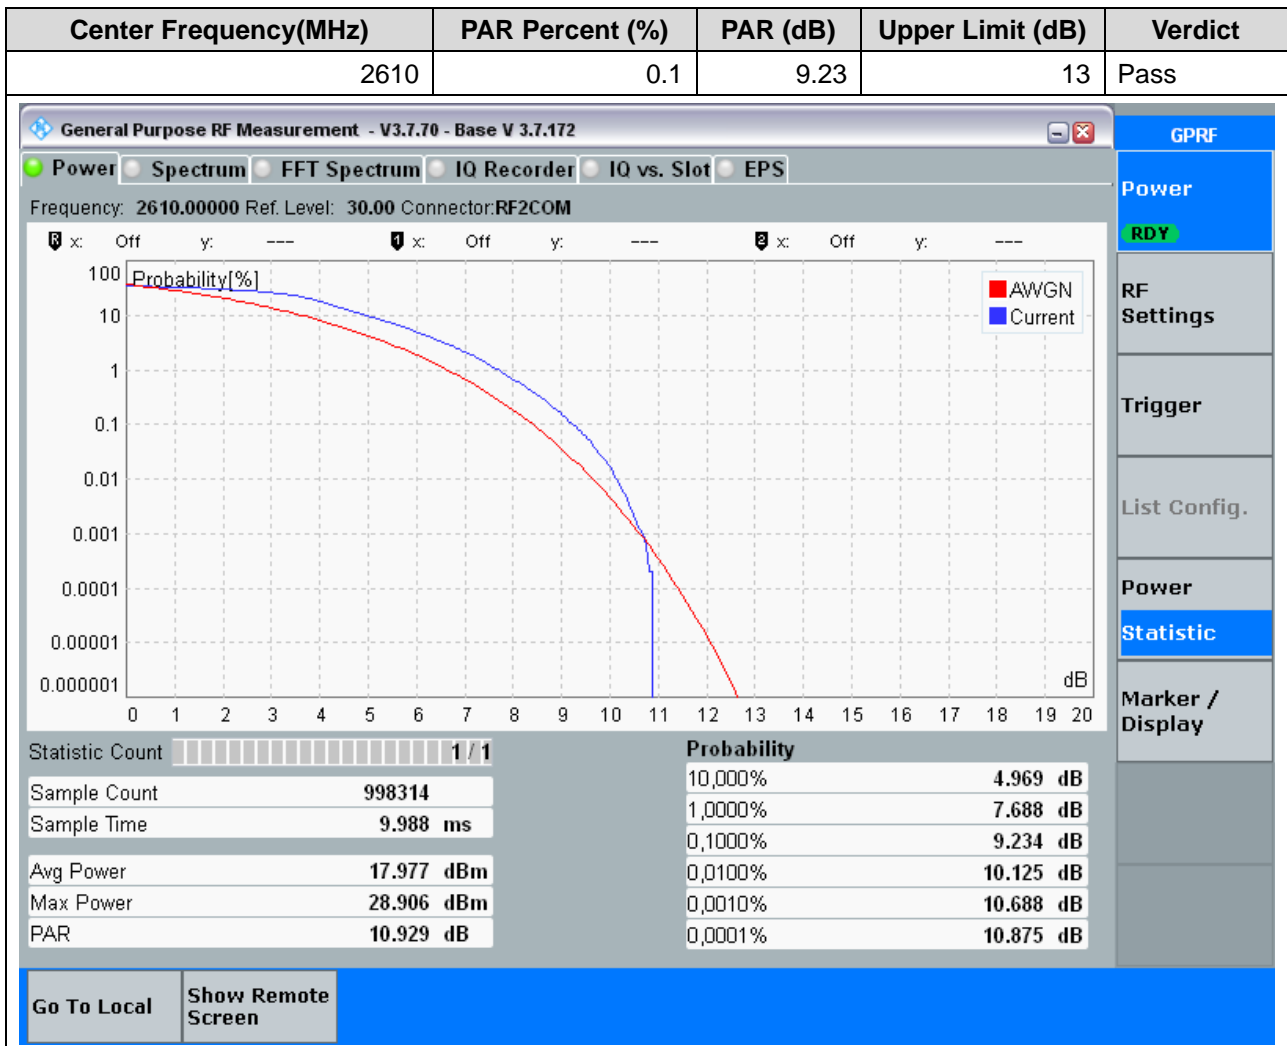 Center Frequency(MHz) PAR Percent (%) PAR (dB) Upper Limit (dB) Verdict
2610 0.1 9.23 13 Pass
General Purpose RF Measurement - V3.7.70 - Base V 3.7.172
GPRF
Power Spectrum FFT Spectrum IQ Recorder IQ vs. Slot EPS
Power
RDY
Frequency: 2610.00000 Ref. Level: 30.00 Connector:RF2COM
R x: Off y: --- 1 x: Off y: --- 2 x: Off y: ---
Probability[%]
AWGN
Current
100
10
1
0.1
0.01
0.001
0.0001
0.00001
0.000001
dB
0 1 2 3 4 5 6 7 8 9 10 11 12 13 14 15 16 17 18 19 20
RF
Settings
Trigger
List Config.
Power
Statistic
Marker /
Display
Statistic Count 1 / 1
Sample Count 998314
Sample Time 9.988 ms
Avg Power 17.977 dBm
Max Power 28.906 dBm
PAR 10.929 dB
Probability
10,000% 4.969 dB
1,0000% 7.688 dB
0,1000% 9.234 dB
0,0100% 10.125 dB
0,0010% 10.688 dB
0,0001% 10.875 dB
Go To Local
Show Remote
Screen